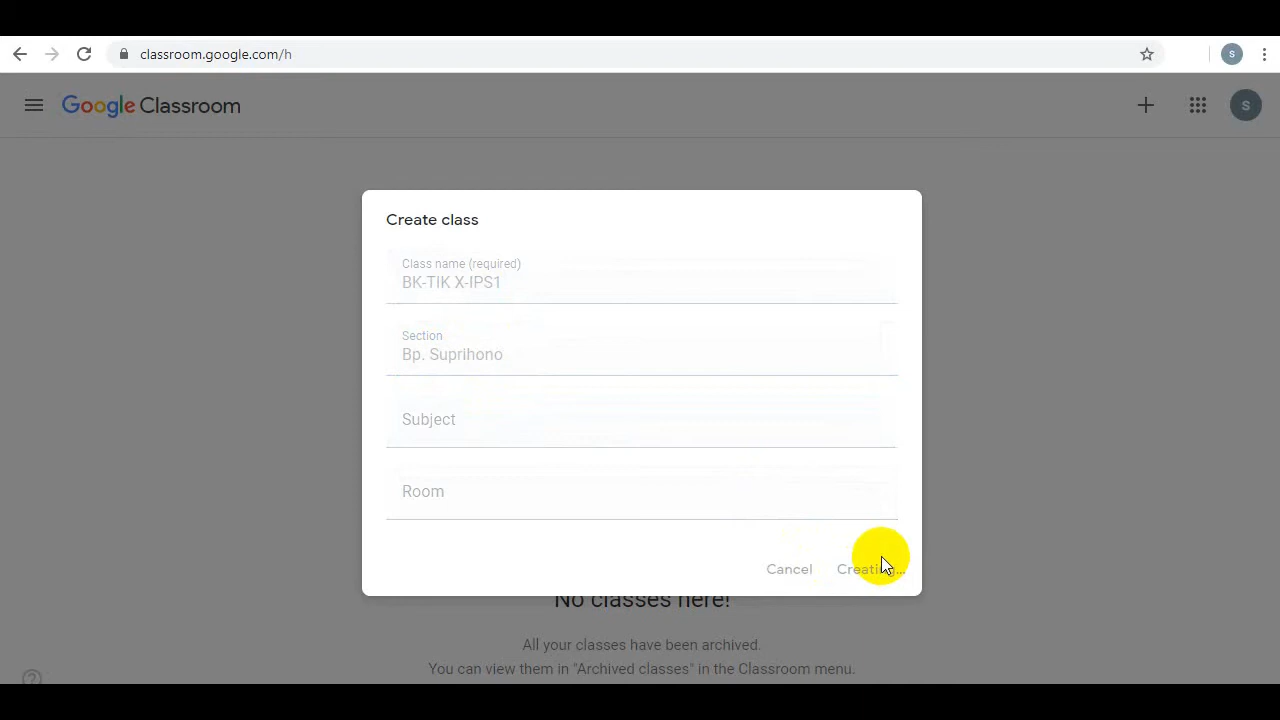 classroom.google.com/h
S
Google Classroom
S
Create class
Class name (required)
BK-TIK X-IPS1
Section
Bp. Suprihono
Subject
Room
Cancel
Creating...
No classes here!
All your classes have been archived.
You can view them in "Archived classes" in the Classroom menu.